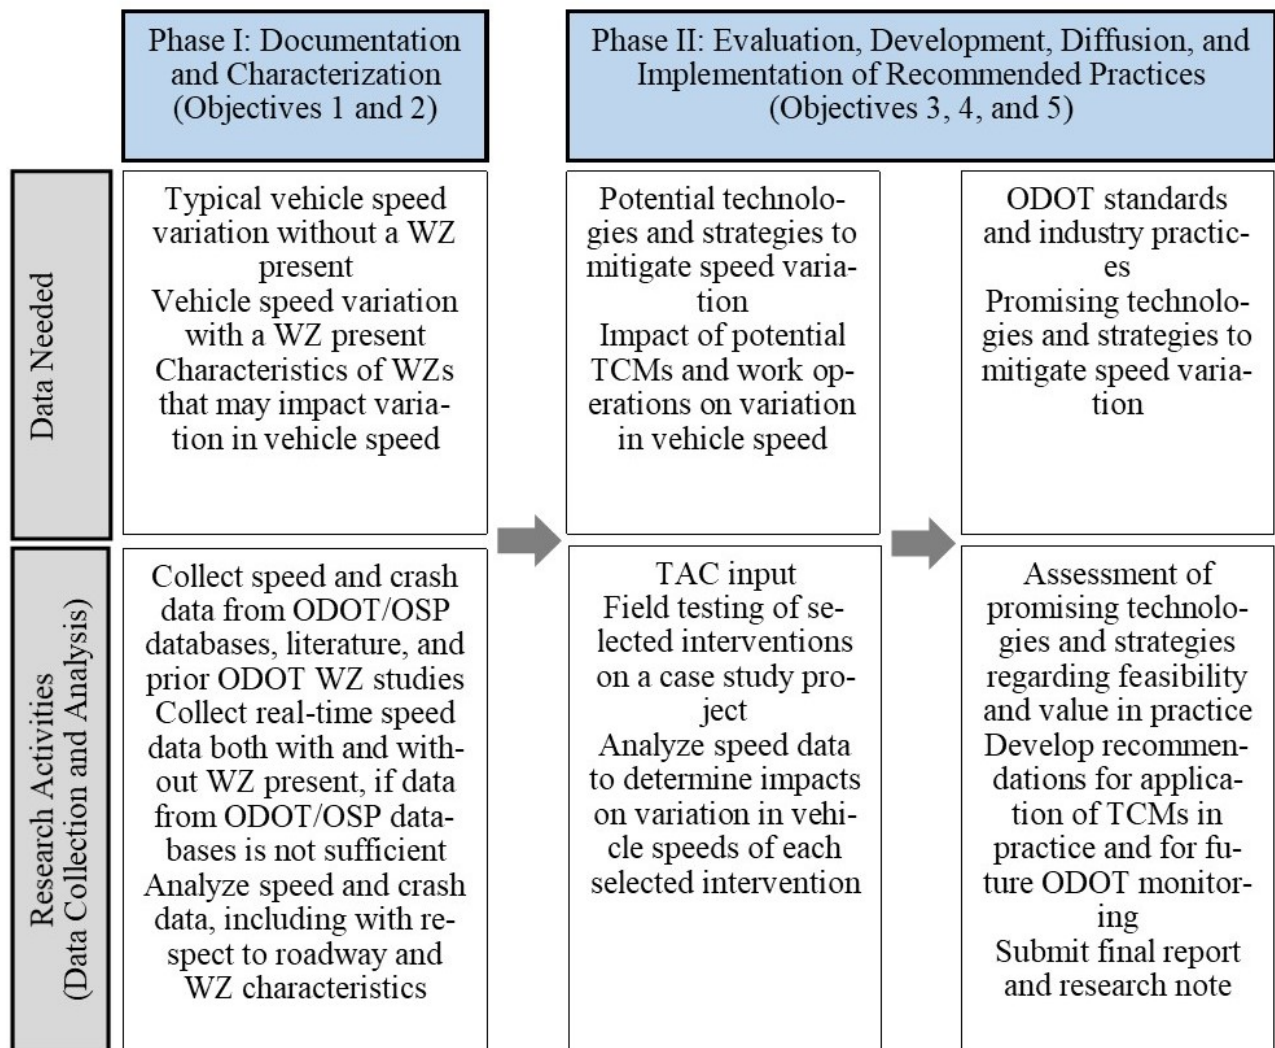 Phase I: Documentation
and Characterization
(Objectives 1 and 2)
Phase II: Evaluation, Development, Diffusion, and
Implementation of Recommended Practices
(Objectives 3, 4, and 5)
Data Needed
Typical vehicle speed
variation without a WZ
present
Vehicle speed variation
with a WZ present
Characteristics of WZs
that may impact varia-
tion in vehicle speed
Potential technolo-
gies and strategies to
mitigate speed varia-
tion
Impact of potential
TCMs and work op-
erations on variation
in vehicle speed
ODOT standards
and industry practic-
es
Promising technolo-
gies and strategies to
mitigate speed varia-
tion
Research Activities
(Data Collection and Analysis)
Collect speed and crash
data from ODOT/OSP
databases, literature, and
prior ODOT WZ studies
Collect real-time speed
data both with and with-
out WZ present, if data
from ODOT/OSP data-
bases is not sufficient
Analyze speed and crash
data, including with re-
spect to roadway and
WZ characteristics
TAC input
Field testing of se-
lected interventions
on a case study pro-
ject
Analyze speed data
to determine impacts
on variation in vehi-
cle speeds of each
selected intervention
Assessment of
promising technolo-
gies and strategies
regarding feasibility
and value in practice
Develop recommen-
dations for applica-
tion of TCMs in
practice and for fu-
ture ODOT monitor-
ing
Submit final report
and research note